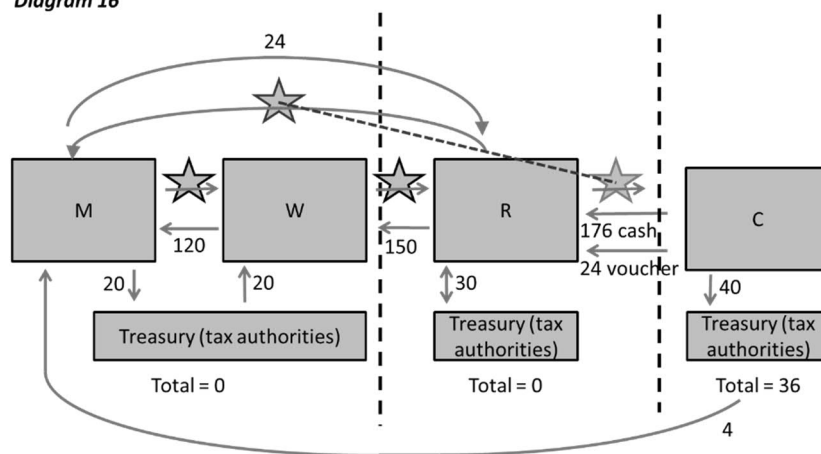 Diagram 16
24
M
W
R
C
120
150
176 cash
24 voucher
20
20
30
40
Treasury (tax authorities)
Treasury (tax
authorities)
Treasury (tax
authorities)
Total = 0
Total = 0
Total = 36
4